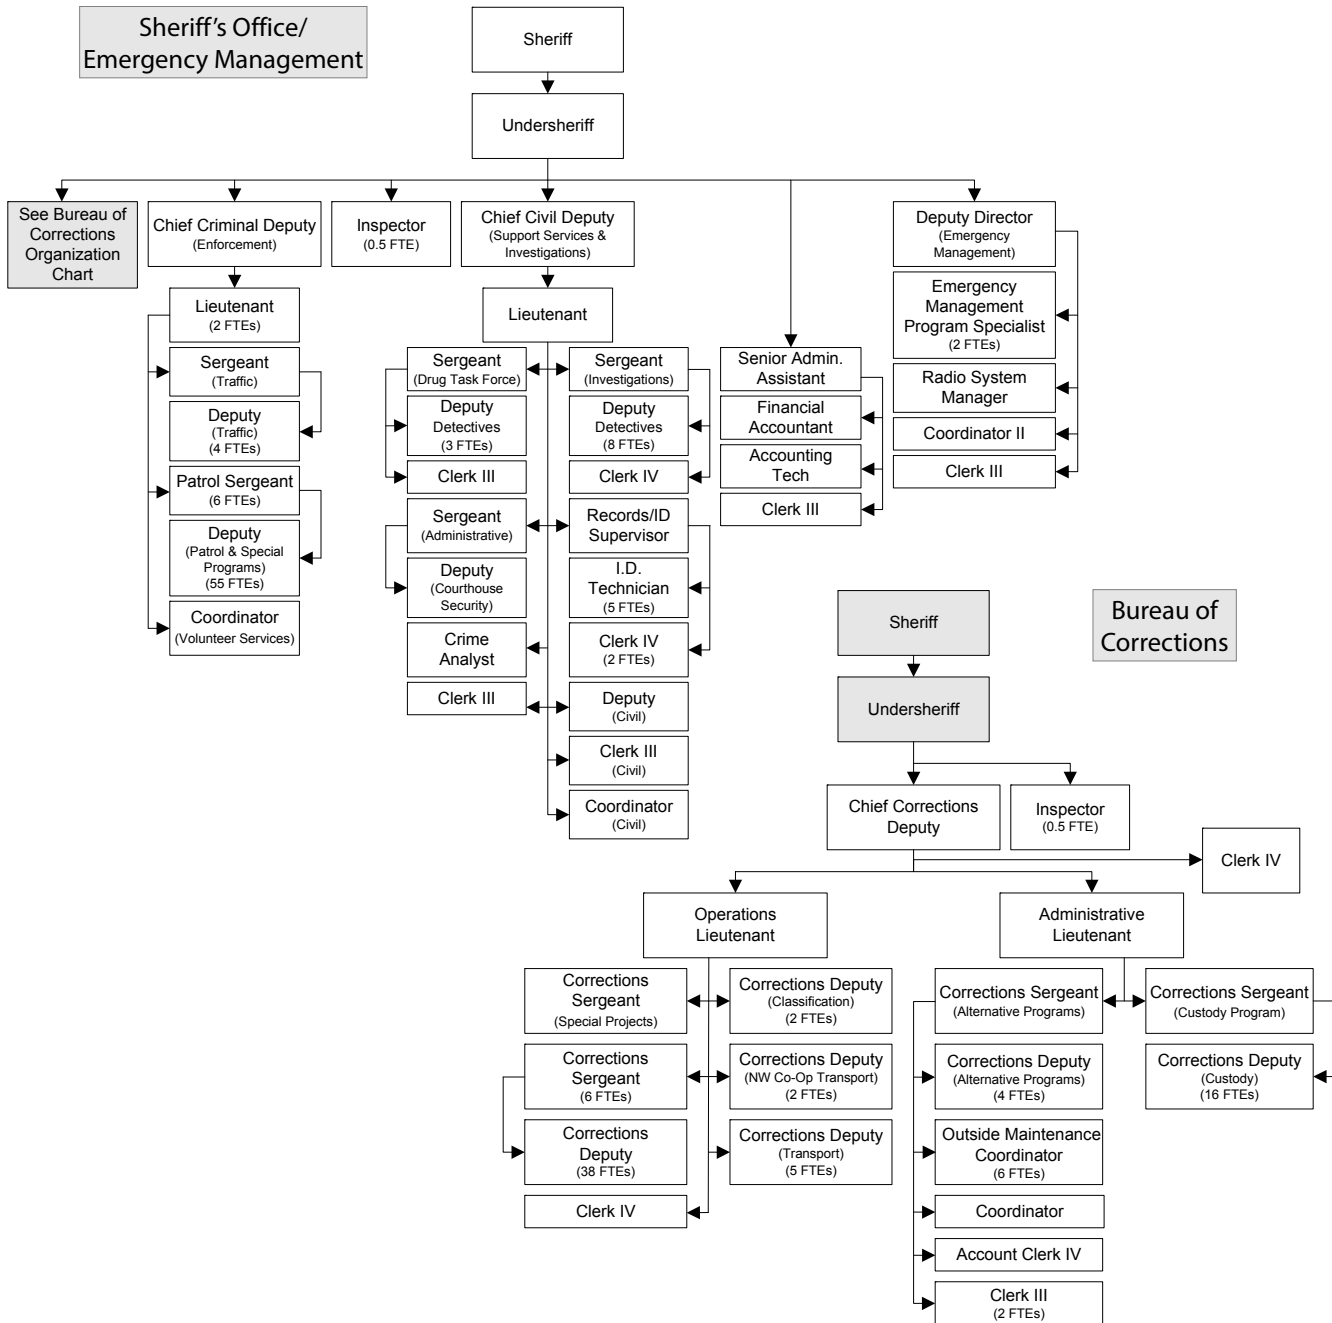 Sheriff's Office/
Emergency Management
Sheriff
Undersheriff
See Bureau of
Corrections
Organization
Chart
Chief Criminal Deputy
(Enforcement)
Inspector
(0.5 FTE)
Chief Civil Deputy
(Support Services &
Investigations)
Deputy Director
(Emergency
Management)
Lieutenant
(2 FTEs)
Sergeant
(Traffic)
Deputy
(Traffic)
(4 FTEs)
Patrol Sergeant
(6 FTEs)
Deputy
(Patrol & Special
Programs)
(55 FTEs)
Coordinator
(Volunteer Services)
Lieutenant
Sergeant
(Drug Task Force)
Deputy
Detectives
(3 FTEs)
Clerk III
Sergeant
(Administrative)
Deputy
(Courthouse
Security)
Crime
Analyst
Clerk III
Sergeant
(Investigations)
Deputy
Detectives
(8 FTEs)
Clerk IV
Records/ID
Supervisor
I.D.
Technician
(5 FTEs)
Clerk IV
(2 FTEs)
Deputy
(Civil)
Clerk III
(Civil)
Coordinator
(Civil)
Senior Admin.
Assistant
Financial
Accountant
Accounting
Tech
Clerk III
Emergency
Management
Program Specialist
(2 FTEs)
Radio System
Manager
Coordinator II
Clerk III
Bureau of
Corrections
Sheriff
Undersheriff
Chief Corrections
Deputy
Inspector
(0.5 FTE)
Clerk IV
Operations
Lieutenant
Administrative
Lieutenant
Corrections
Sergeant
(Special Projects)
Corrections
Sergeant
(6 FTEs)
Corrections
Deputy
(38 FTEs)
Clerk IV
Corrections Deputy
(Classification)
(2 FTEs)
Corrections Deputy
(NW Co-Op Transport)
(2 FTEs)
Corrections Deputy
(Transport)
(5 FTEs)
Corrections Sergeant
(Alternative Programs)
Corrections Deputy
(Alternative Programs)
(4 FTEs)
Outside Maintenance
Coordinator
(6 FTEs)
Coordinator
Account Clerk IV
Clerk III
(2 FTEs)
Corrections Sergeant
(Custody Program)
Corrections Deputy
(Custody)
(16 FTEs)